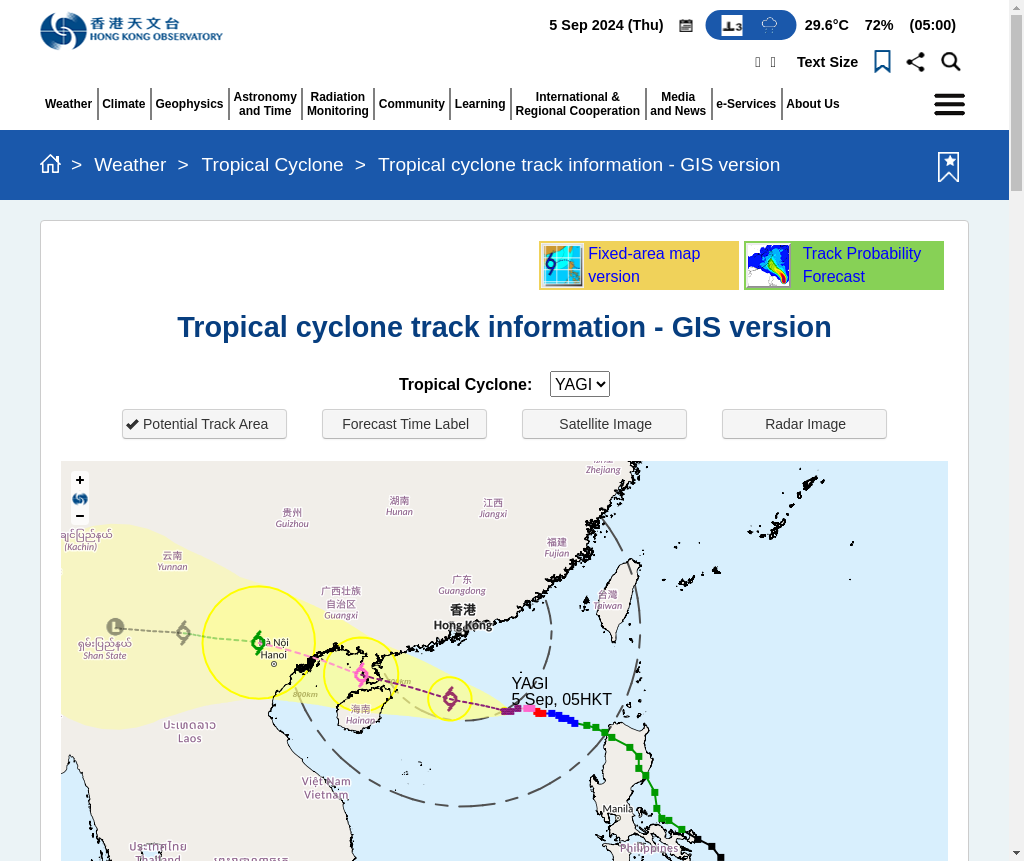 香港天文台
HONG KONG OBSERVATORY
5 Sep 2024 (Thu)
3
29.6°C 72% (05:00)
Text Size
Weather
Climate
Geophysics
Astronomy
and Time
Radiation
Monitoring
Community
Learning
International &
Regional Cooperation
Media
and News
e-Services
About Us
> Weather > Tropical Cyclone > Tropical cyclone track information - GIS version
Fixed-area map
version
Track Probability
Forecast
Tropical cyclone track information - GIS version
Tropical Cyclone: YAGI
Potential Track Area
Forecast Time Label
Satellite Image
Radar Image
+
−
Zhejiang
湖南
Hunan
江西
Jiangxi
贵州
Guizhou
(Kachin)
云南
Yunnan
福建
Fujian
广东
Guangdong
广西壮族
自治区
Guangxi
香港
Hong Kong
台灣
Taiwan
L
Hà Nội
Hanoi
ရှမ်းပြည်နယ်
Shan State
800km
YAGI
5 Sep, 05HKT
海南
Hainan
ປະເທດລາວ
Laos
Việt Nam
Vietnam
Manila
ประเทศไทย
Thailand
Philippines